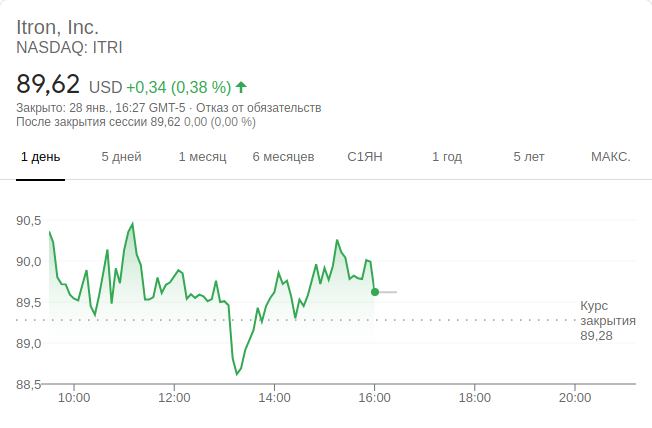 Itron, Inc.
NASDAQ: ITRI
89,62 USD +0,34 (0,38 %)
Закрыто: 28 янв., 16:27 GMT-5 · Отказ от обязательств
После закрытия сессии 89,62 0,00 (0,00 %)
1 день 5 дней 1 месяц 6 месяцев С1ЯН 1 год 5 лет МАКС.
90,5
90,0
89,5
89,0
88,5
Курс
закрытия
89,28
10:00 12:00 14:00 16:00 18:00 20:00